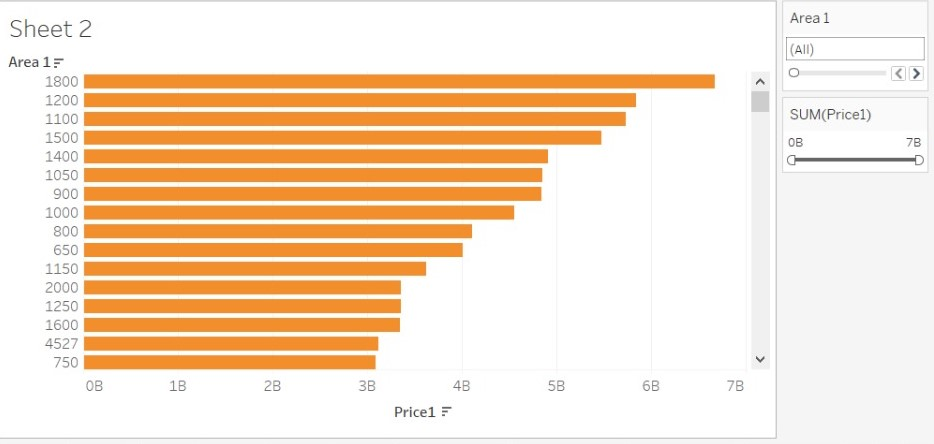 Sheet 2
Area 1
1800
1200
1100
1500
1400
1050
900
1000
800
650
1150
2000
1250
1600
4527
750
0B 1B 2B 3B 4B 5B 6B 7B
Price1
Area 1
(All)
SUM(Price1)
0B 7B